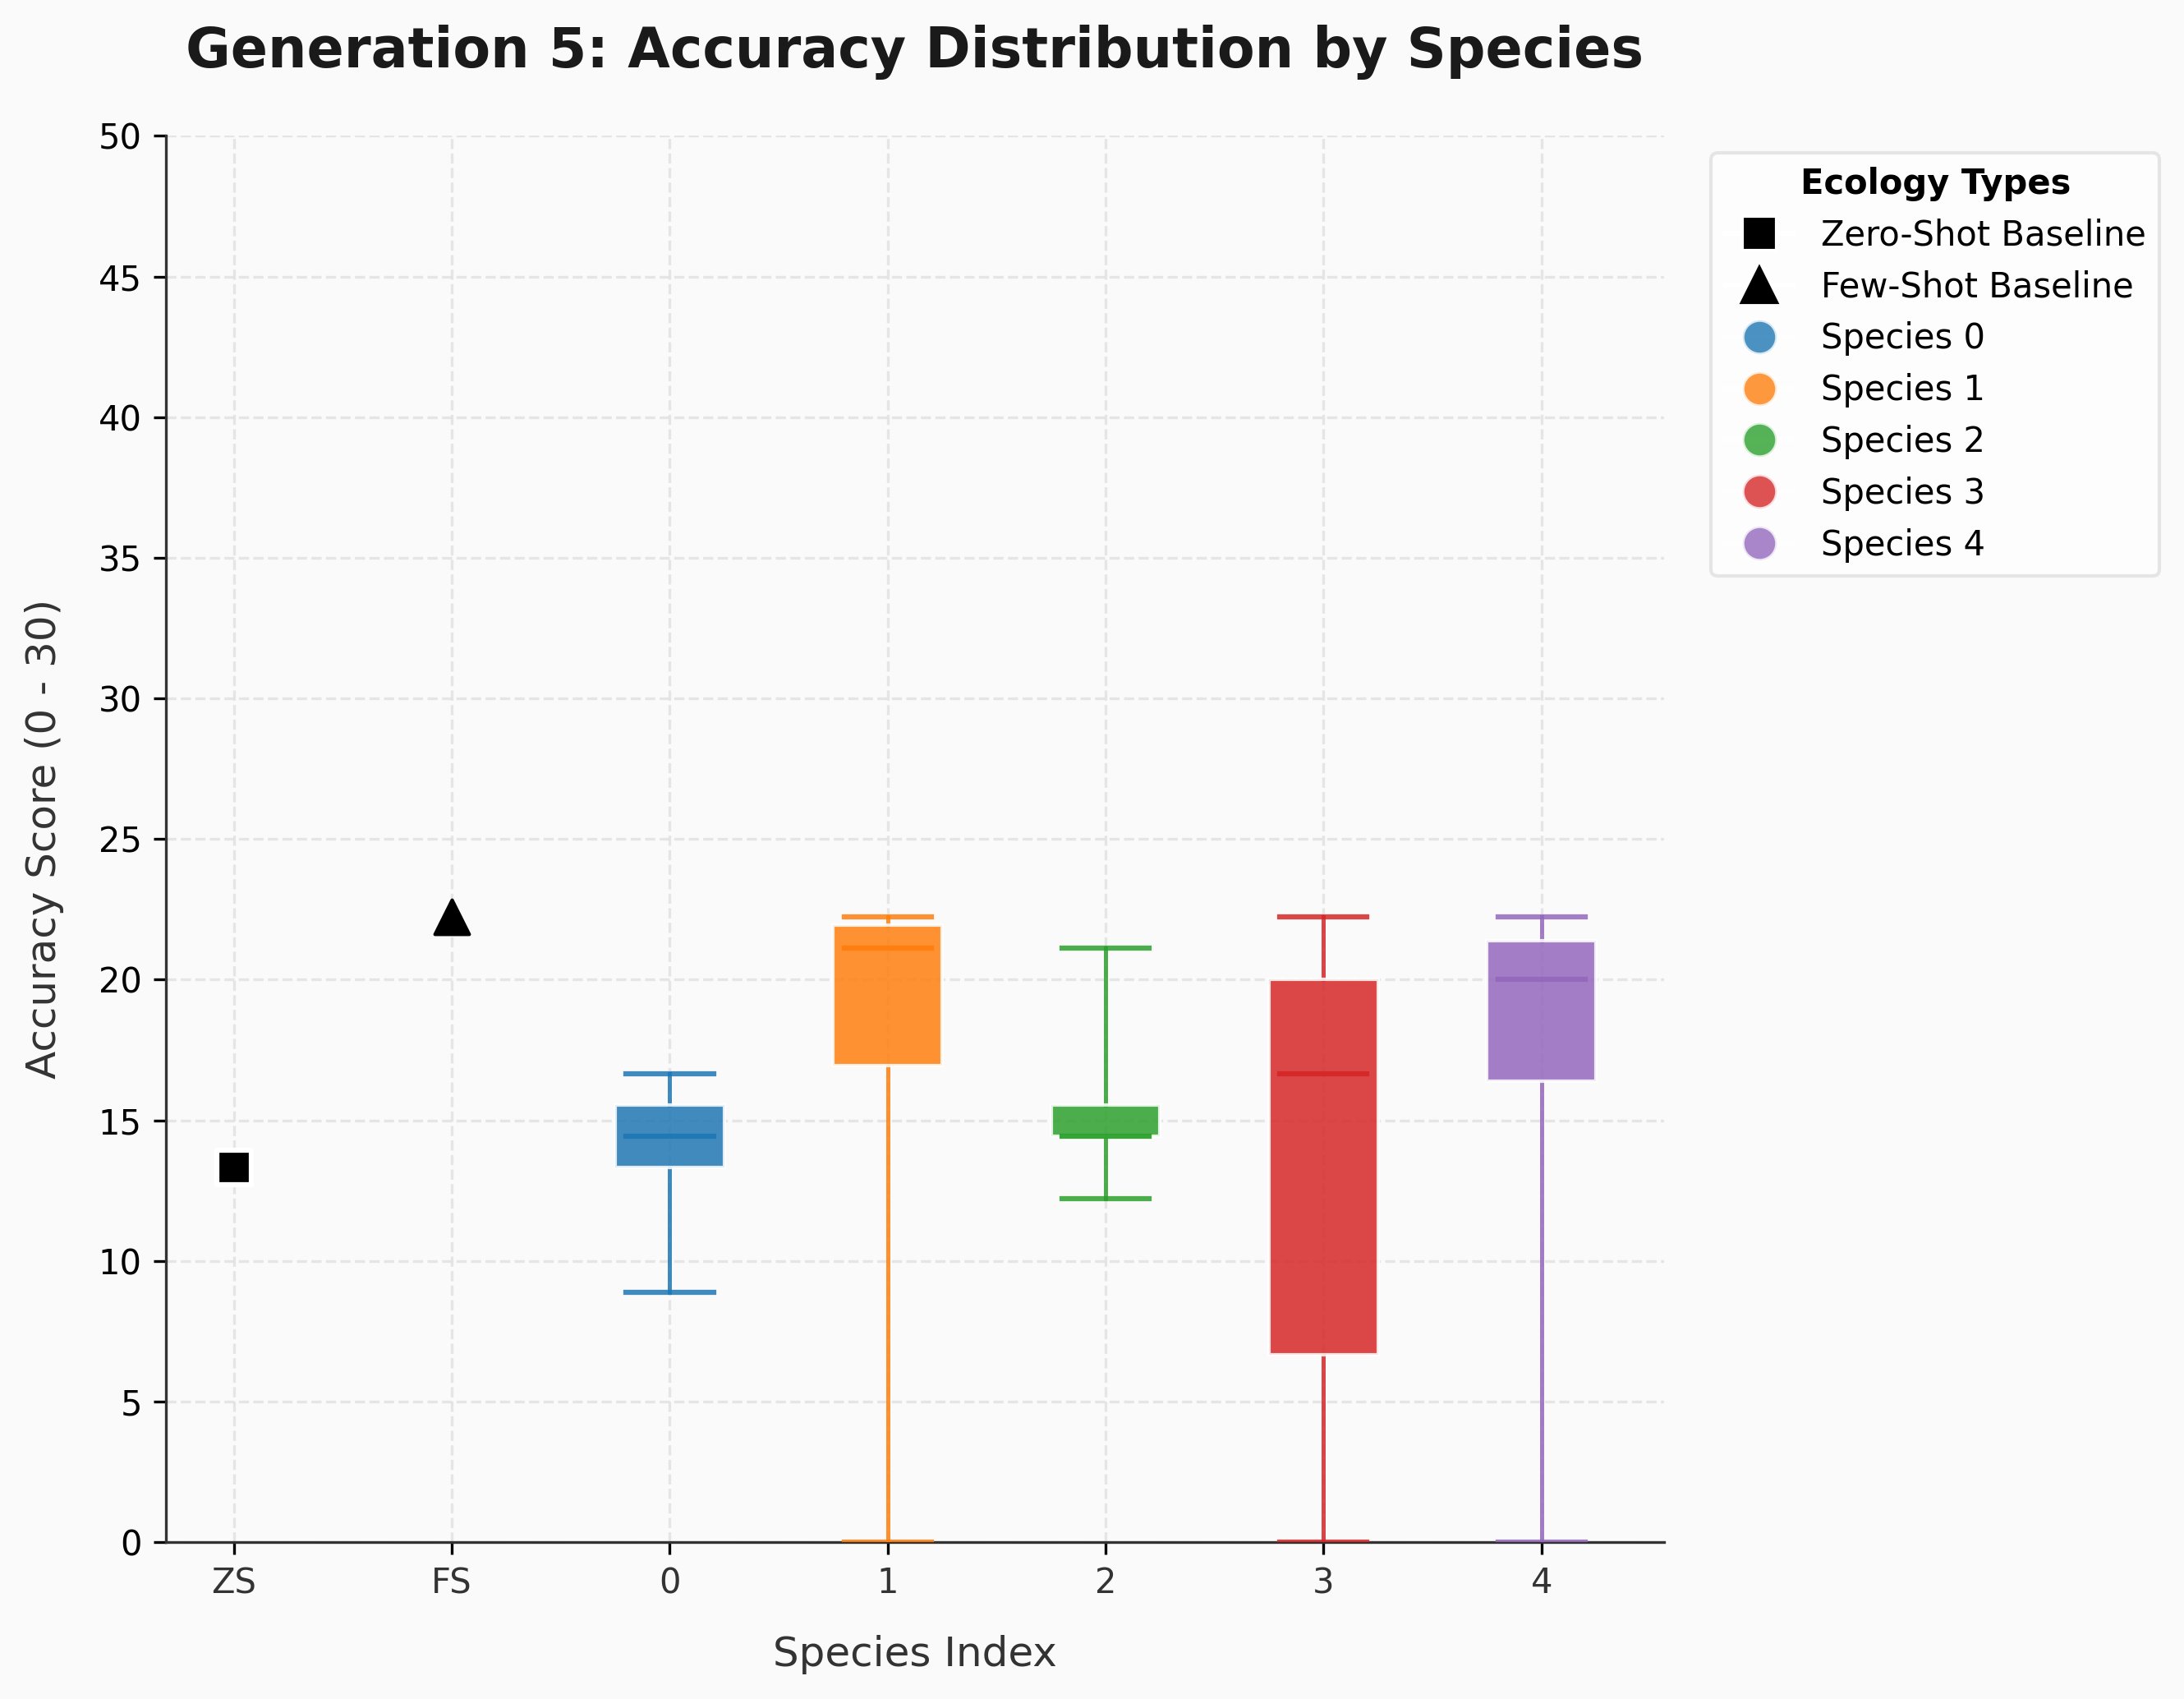 Generation 5: Accuracy Distribution by Species
50
45
40
35
30
25
20
15
10
5
0
Accuracy Score (0 - 30)
ZS FS 0 1 2 3 4
Species Index
Ecology Types
Zero-Shot Baseline
Few-Shot Baseline
Species 0
Species 1
Species 2
Species 3
Species 4